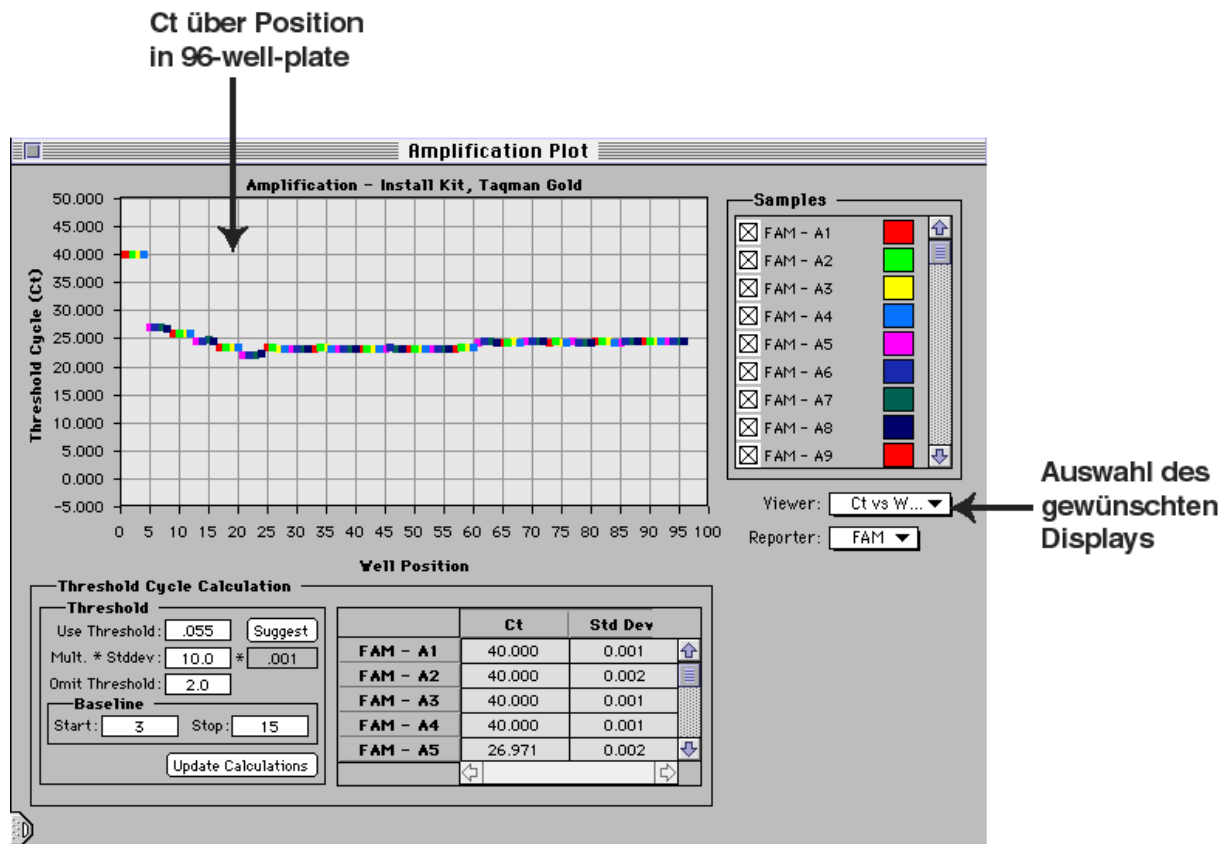 Ct über Position
in 96-well-plate
Amplification Plot
Amplification - Install Kit, Taqman Gold
50.000
45.000
40.000
35.000
30.000
25.000
20.000
15.000
10.000
5.000
0.000
-5.000
Threshold Cycle (Ct)
0 5 10 15 20 25 30 35 40 45 50 55 60 65 70 75 80 85 90 95 100
Well Position
Samples
FAM - A1
FAM - A2
FAM - A3
FAM - A4
FAM - A5
FAM - A6
FAM - A7
FAM - A8
FAM - A9
Viewer: Ct vs W...
Reporter: FAM
Auswahl des
gewünschten
Displays
Threshold Cycle Calculation
Threshold
Use Threshold: .055 Suggest
Mult. * Stddev: 10.0 * .001
Omit Threshold: 2.0
Baseline
Start: 3 Stop: 15
Update Calculations
Ct Std Dev
FAM - A1 40.000 0.001
FAM - A2 40.000 0.002
FAM - A3 40.000 0.001
FAM - A4 40.000 0.001
FAM - A5 26.971 0.002